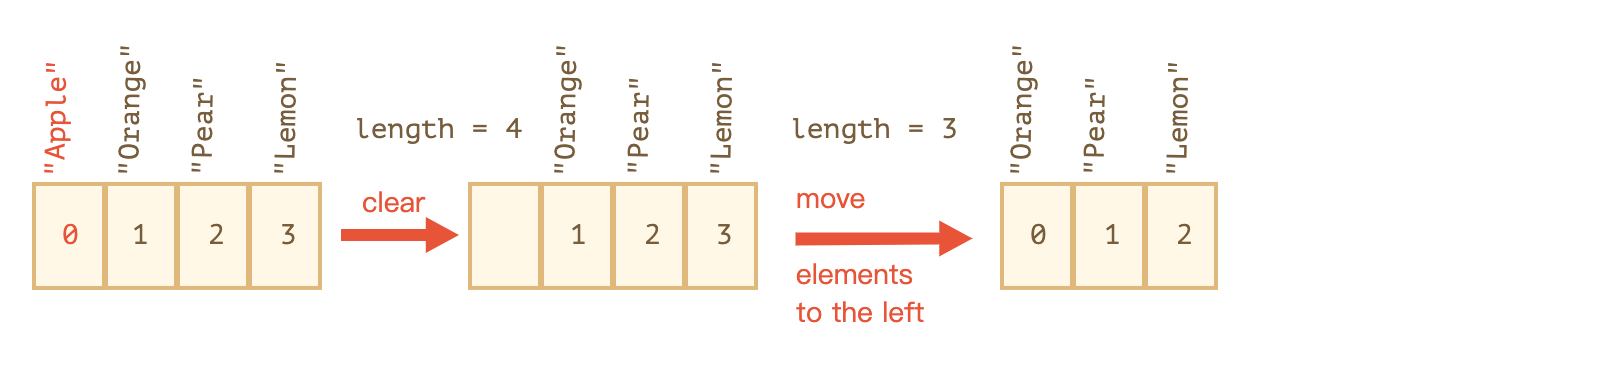 "Apple"
"Orange"
"Pear"
"Lemon"
0 1 2 3
length = 4
clear
"Orange"
"Pear"
"Lemon"
1 2 3
length = 3
move
elements
to the left
"Orange"
"Pear"
"Lemon"
0 1 2